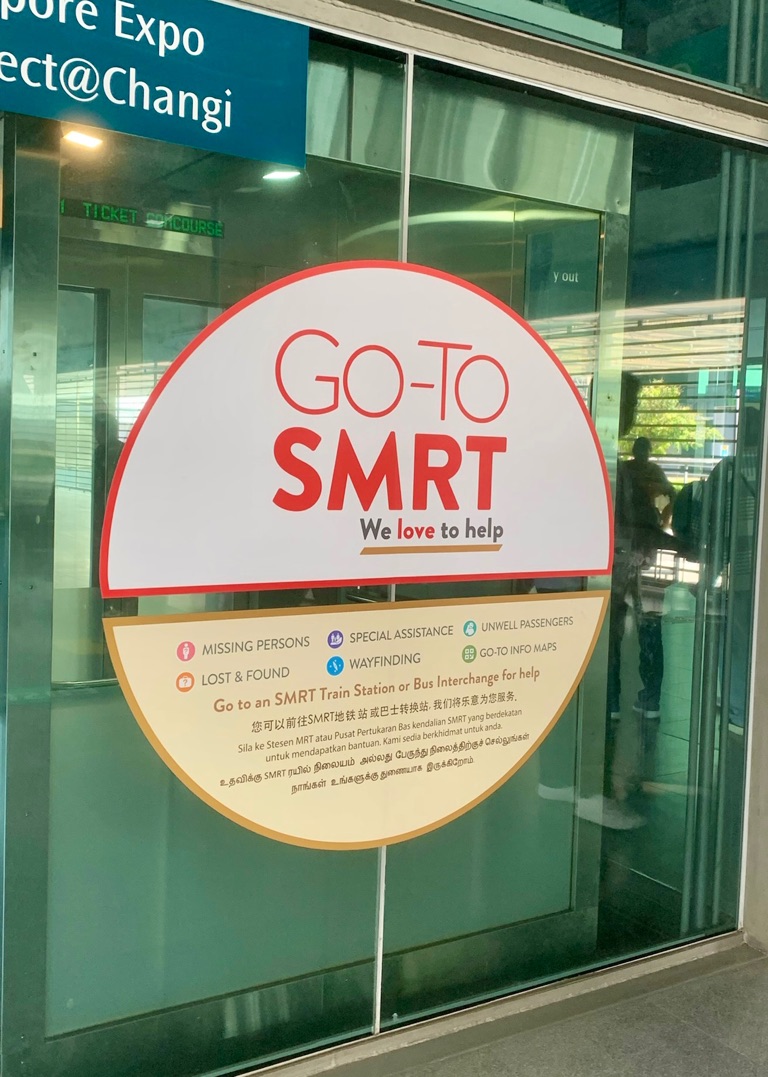 pore Expo
ect@Changi
TICKET CONCOURSE
y out
GO-TO
SMRT
We love to help
MISSING PERSONS
SPECIAL ASSISTANCE
UNWELL PASSENGERS
LOST & FOUND
WAYFINDING
GO-TO INFO MAPS
Go to an SMRT Train Station or Bus Interchange for help
您可以前往SMRT地铁站或巴士转换站,我们将乐意为您服务。
Sila ke Stesen MRT atau Pusat Pertukaran Bas kendalian SMRT yang berdekatan
untuk mendapatkan bantuan. Kami sedia berkhidmat untuk anda.
உதவிக்கு SMRT ரயில் நிலையம் அல்லது பேருந்து நிலைத்திற்குச் செல்லுங்கள்
நாங்கள் உங்களுக்கு துணையாக இருக்கிறோம்